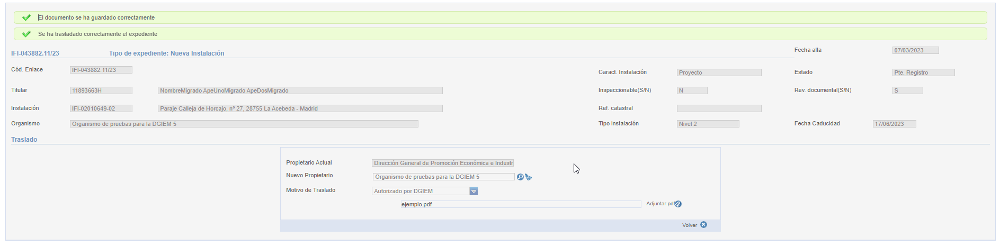 El documento se ha guardado correctamente
Se ha trasladado correctamente el expediente
IFI-043882.11/23 Tipo de expediente: Nueva Instalación Fecha alta 07/03/2023
Cód. Enlace IFI-043882.11/23 Caract. Instalación Proyecto Estado Pte. Registro
Titular 11893663H NombreMigrado ApeUnoMigrado ApeDosMigrado Inspeccionable(S/N) N Rev. documental(S/N) S
Instalación IFI-02010649-02 Paraje Calleja de Horcajo, nº 27, 28755 La Acebeda - Madrid Ref. catastral
Organismo Organismo de pruebas para la DGIEM 5 Tipo instalación Nivel 2 Fecha Caducidad 17/06/2023
Traslado
Propietario Actual Dirección General de Promoción Económica e Industr
Nuevo Propietario Organismo de pruebas para la DGIEM 5
Motivo de Traslado Autorizado por DGIEM
ejemplo.pdf Adjuntar pdf
Volver